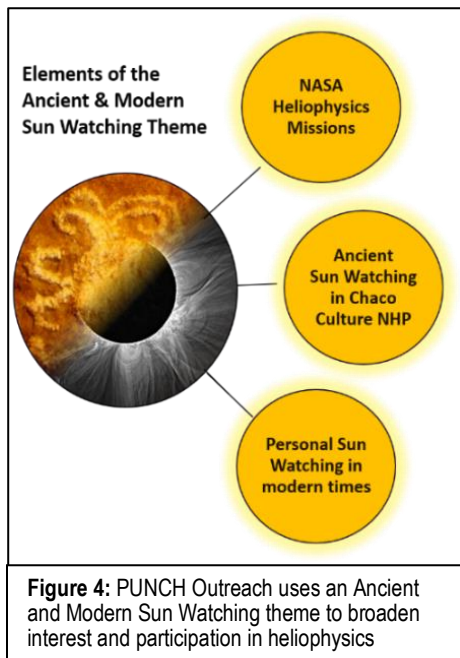 Elements of the
Ancient & Modern
Sun Watching Theme
NASA
Heliophysics
Missions
Ancient
Sun Watching
in Chaco
Culture NHP
Personal Sun
Watching in
modern times
Figure 4: PUNCH Outreach uses an Ancient
and Modern Sun Watching theme to broaden
interest and participation in heliophysics